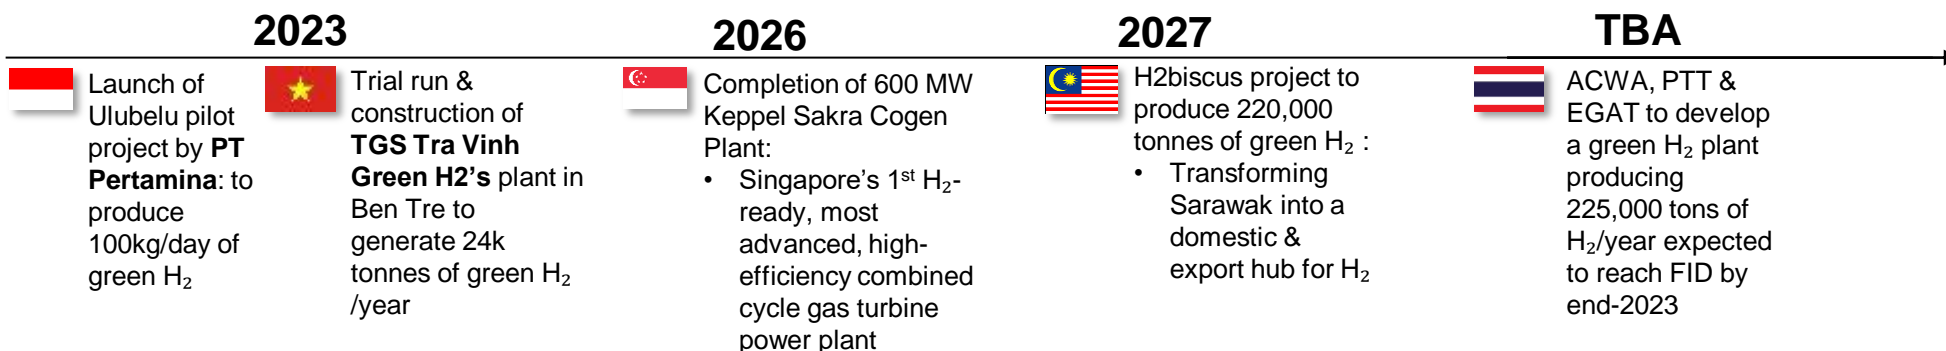 2023
2026
2027
TBA
Launch of
Ulubelu pilot
project by PT
Pertamina: to
produce
100kg/day of
green H₂
Trial run &
construction of
TGS Tra Vinh
Green H2’s plant in
Ben Tre to
generate 24k
tonnes of green H₂
/year
Completion of 600 MW
Keppel Sakra Cogen
Plant:
• Singapore’s 1st H₂-
ready, most
advanced, high-
efficiency combined
cycle gas turbine
power plant
H2biscus project to
produce 220,000
tonnes of green H₂ :
• Transforming
Sarawak into a
domestic &
export hub for H₂
ACWA, PTT &
EGAT to develop
a green H₂ plant
producing
225,000 tons of
H₂/year expected
to reach FID by
end-2023